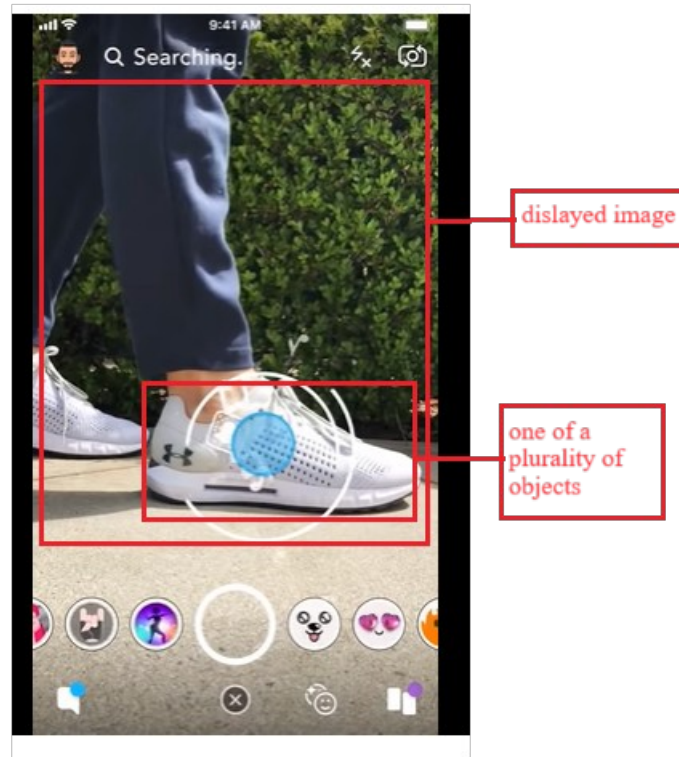 9:41 AM
Searching.
dislayed image
one of a
plurality of
objects